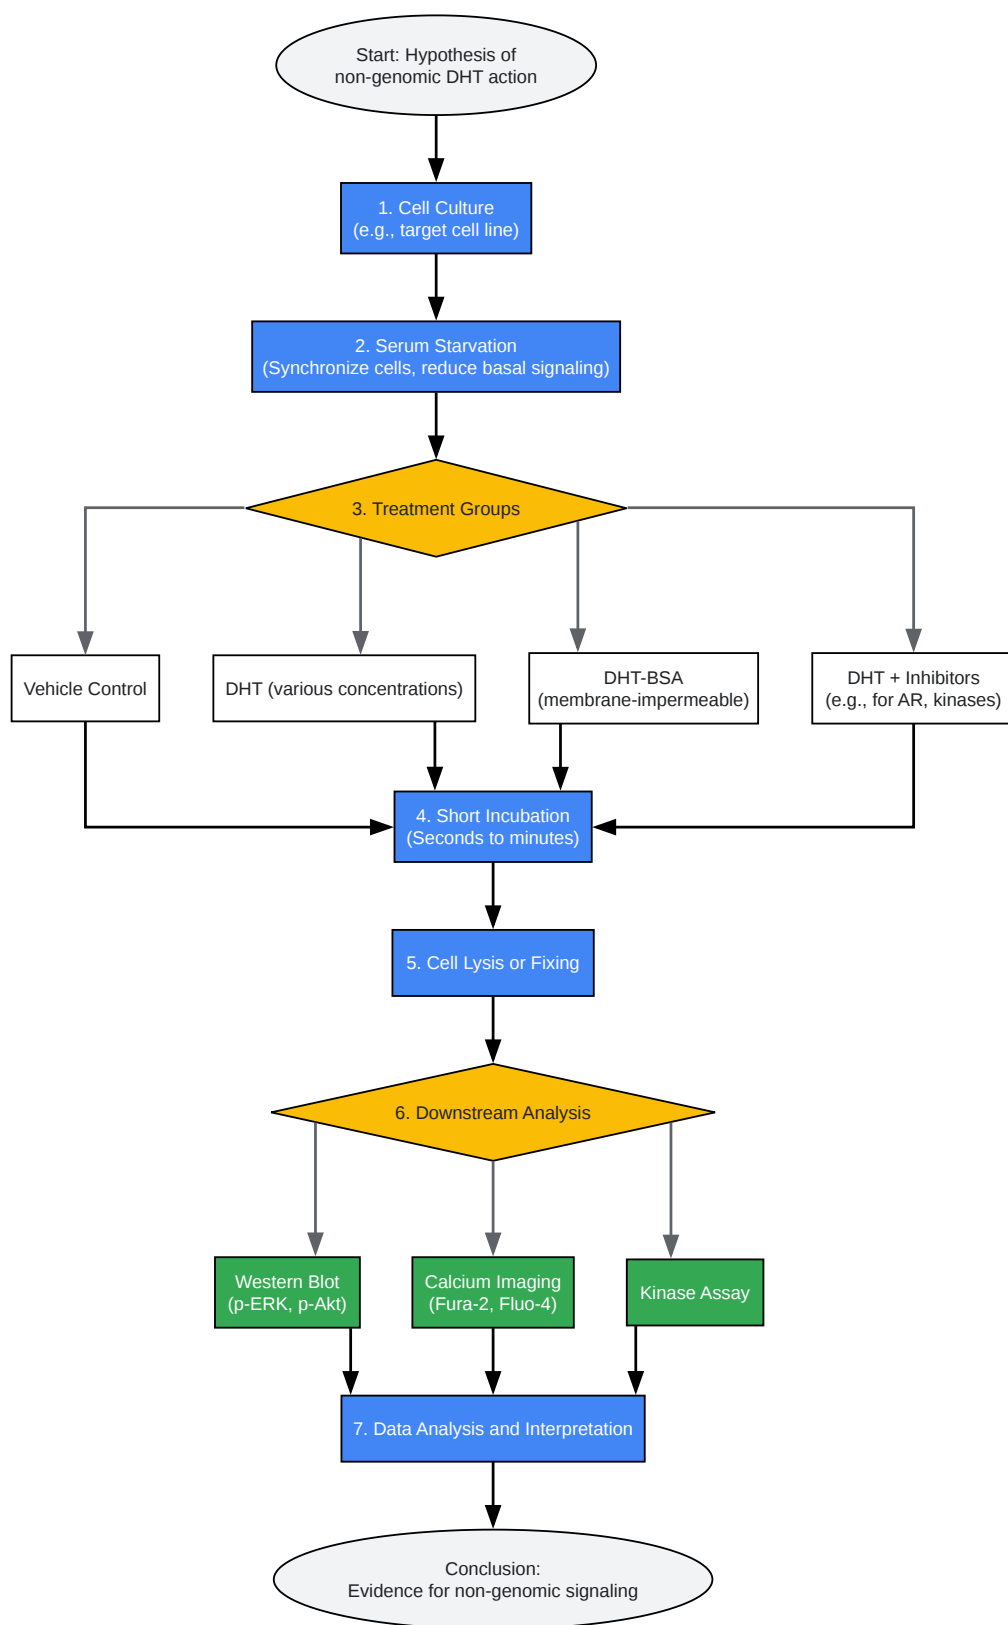 Start: Hypothesis of
non-genomic DHT action
1. Cell Culture
(e.g., target cell line)
2. Serum Starvation
(Synchronize cells, reduce basal signaling)
3. Treatment Groups
Vehicle Control
DHT (various concentrations)
DHT-BSA
(membrane-impermeable)
DHT + Inhibitors
(e.g., for AR, kinases)
4. Short Incubation
(Seconds to minutes)
5. Cell Lysis or Fixing
6. Downstream Analysis
Western Blot
(p-ERK, p-Akt)
Calcium Imaging
(Fura-2, Fluo-4)
Kinase Assay
7. Data Analysis and Interpretation
Conclusion:
Evidence for non-genomic signaling